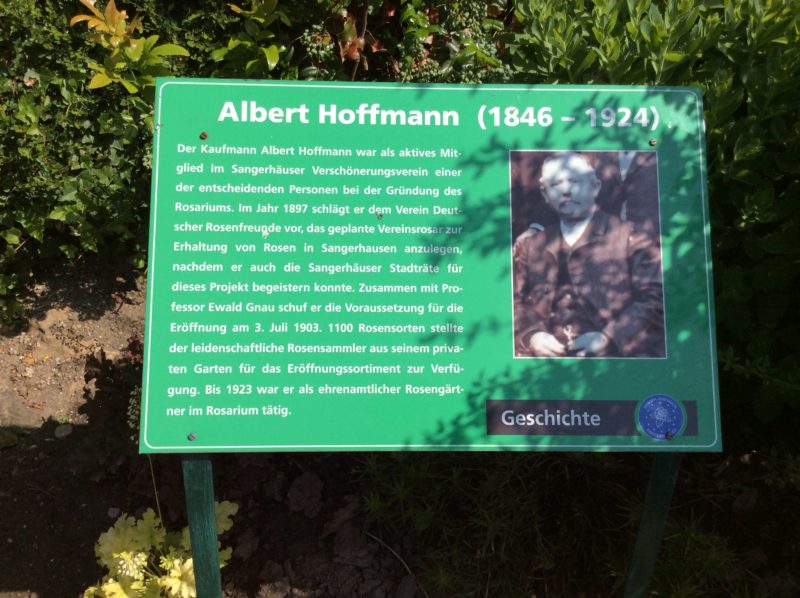 Albert Hoffmann (1846 – 1924)
Der Kaufmann Albert Hoffmann war als aktives Mit-
glied im Sangerhäuser Verschönerungsverein einer
der entscheidenden Personen bei der Gründung des
Rosariums. Im Jahr 1897 schlägt er dem Verein Deut-
scher Rosenfreunde vor, das geplante Vereinsrosar zur
Erhaltung von Rosen in Sangerhausen anzulegen,
nachdem er auch die Sangerhäuser Stadträte für
dieses Projekt begeistern konnte. Zusammen mit Pro-
fessor Ewald Gnau schuf er die Voraussetzung für die
Eröffnung am 3. Juli 1903. 1100 Rosensorten stellte
der leidenschaftliche Rosensammler aus seinem priva-
ten Garten für das Eröffnungssortiment zur Verfü-
gung. Bis 1923 war er als ehrenamtlicher Rosengärt-
ner im Rosarium tätig.
Geschichte